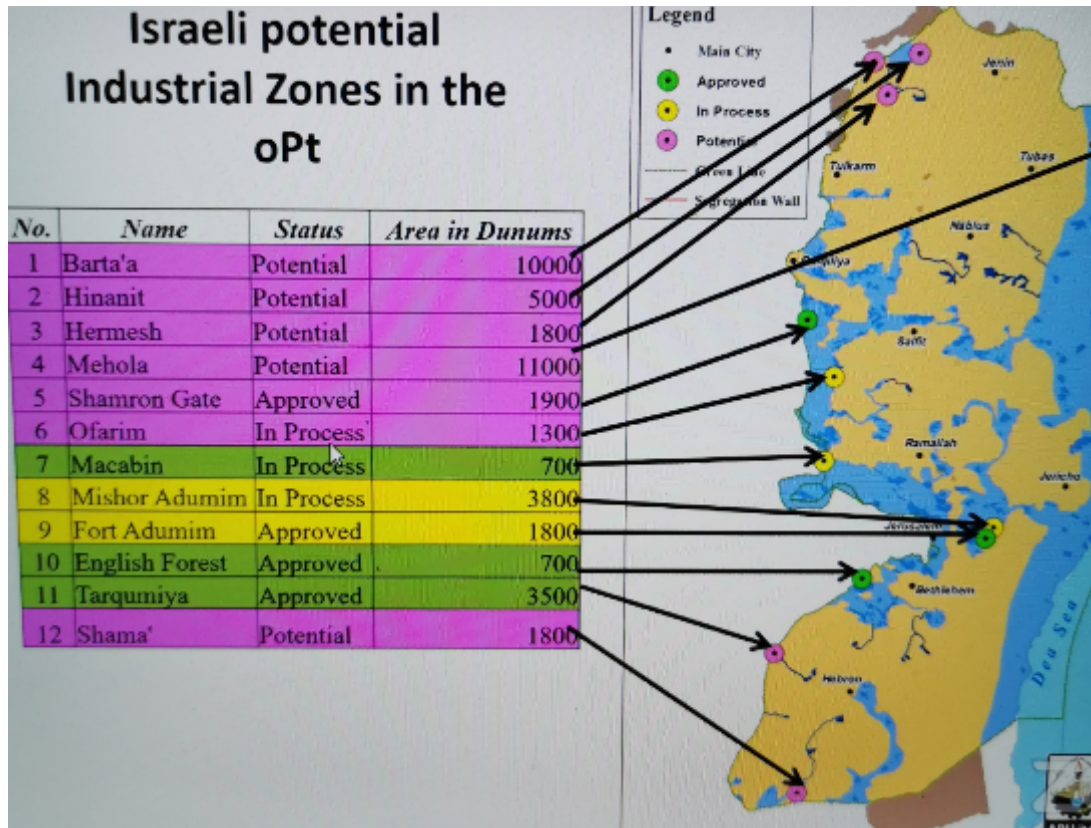 Israeli potential
Industrial Zones in the
oPt
No. Name Status Area in Dunums
1 Barta'a Potential 10000
2 Hinanit Potential 5000
3 Hermesh Potential 1800
4 Mehola Potential 11000
5 Shamron Gate Approved 1900
6 Ofarim In Process 1300
7 Macabin In Process 700
8 Mishor Adumim In Process 3800
9 Fort Adumim Approved 1800
10 English Forest Approved 700
11 Tarqumiya Approved 3500
12 Shama' Potential 1800
Legend
Main City
Approved
In Process
Potential
Green Line
Segregation Wall
Jenin
Tulkarm
Tubas
Nablus
Salfit
Ramallah
Jericho
Jerusalem
Bethlehem
Hebron
Dea Sea